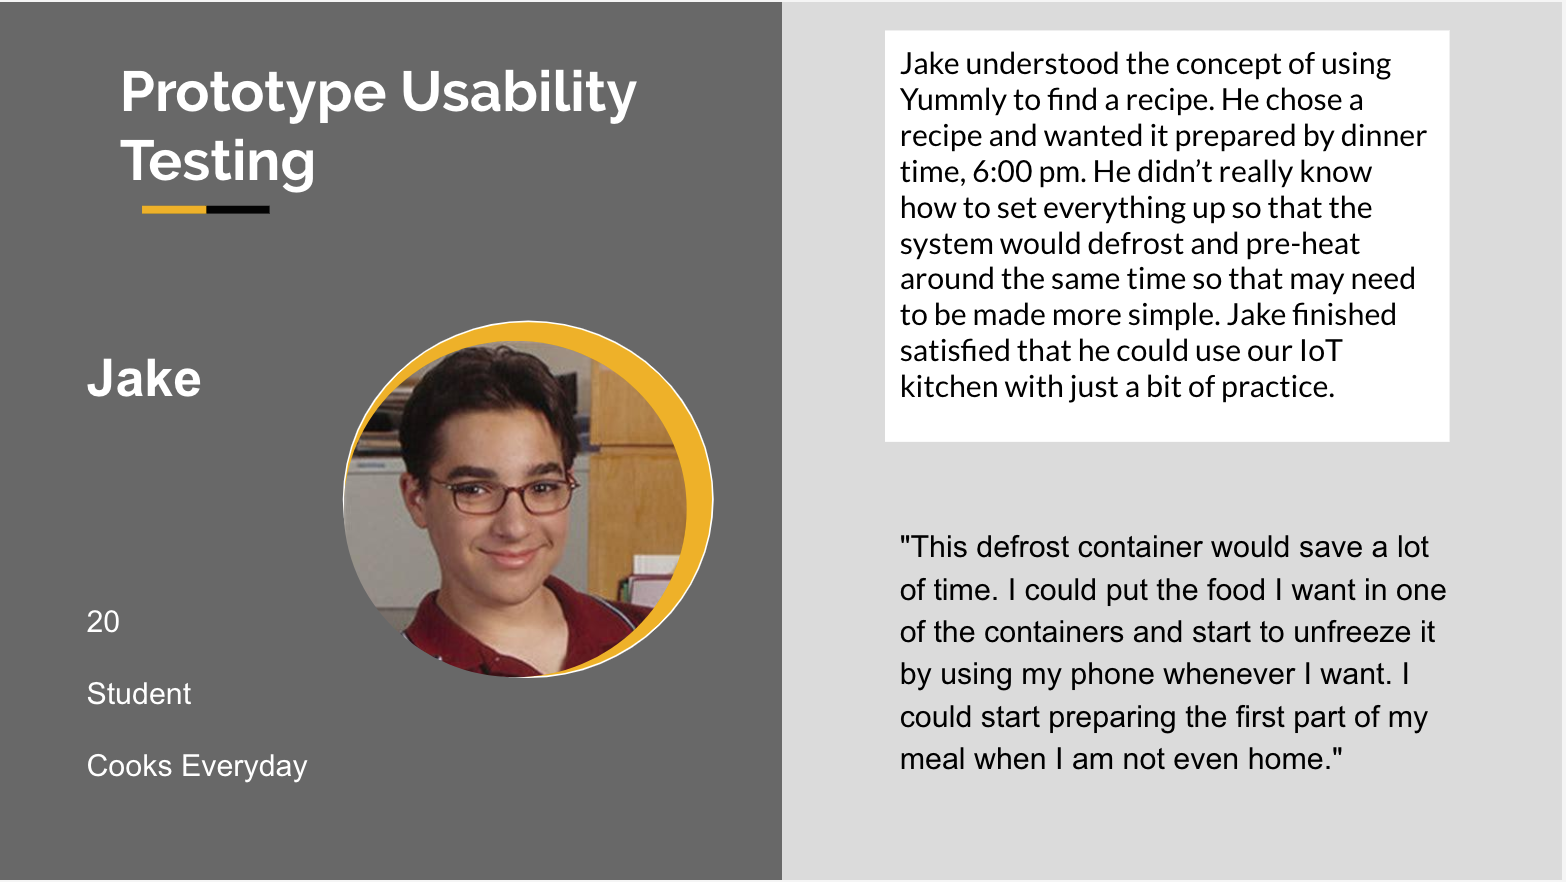 Prototype Usability
Testing
Jake
20
Student
Cooks Everyday
Jake understood the concept of using
Yummly to find a recipe. He chose a
recipe and wanted it prepared by dinner
time, 6:00 pm. He didn’t really know
how to set everything up so that the
system would defrost and pre-heat
around the same time so that may need
to be made more simple. Jake finished
satisfied that he could use our IoT
kitchen with just a bit of practice.
"This defrost container would save a lot
of time. I could put the food I want in one
of the containers and start to unfreeze it
by using my phone whenever I want. I
could start preparing the first part of my
meal when I am not even home."